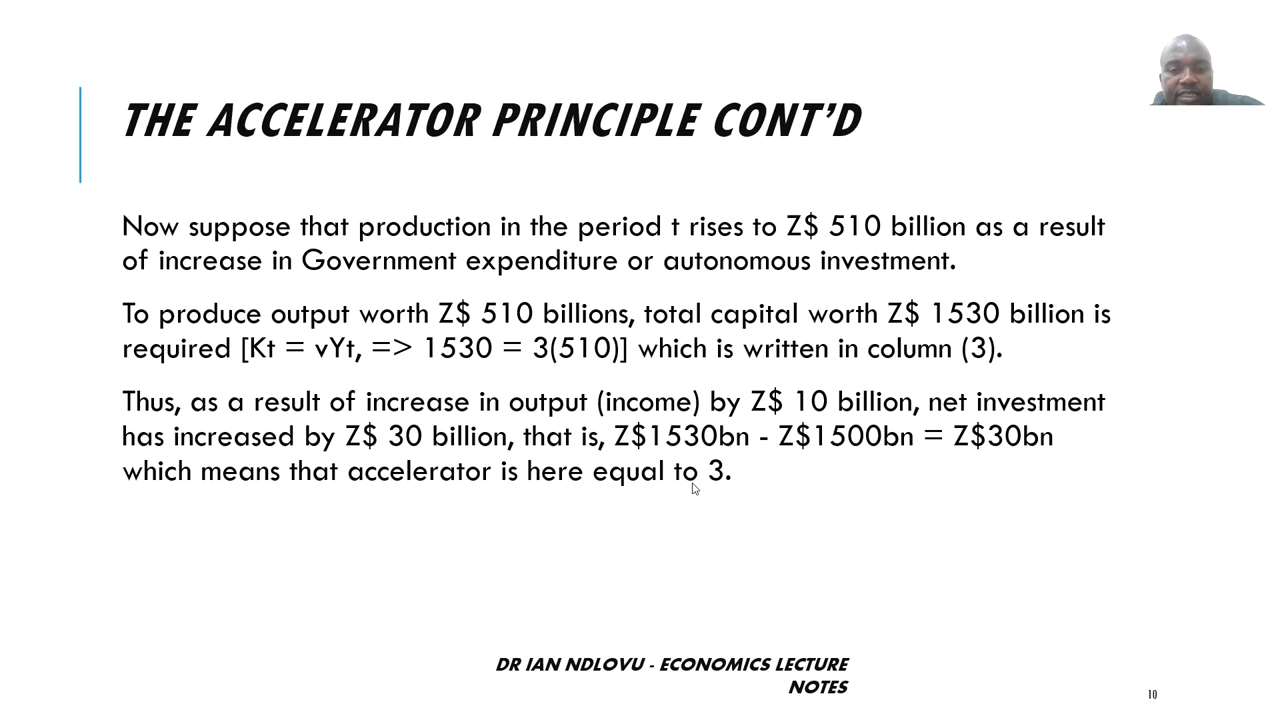 THE ACCELERATOR PRINCIPLE CONT’D
Now suppose that production in the period t rises to Z$ 510 billion as a result
of increase in Government expenditure or autonomous investment.
To produce output worth Z$ 510 billions, total capital worth Z$ 1530 billion is
required [Kt = vYt, => 1530 = 3(510)] which is written in column (3).
Thus, as a result of increase in output (income) by Z$ 10 billion, net investment
has increased by Z$ 30 billion, that is, Z$1530bn - Z$1500bn = Z$30bn
which means that accelerator is here equal to 3.
DR IAN NDLOVU - ECONOMICS LECTURE
NOTES
10